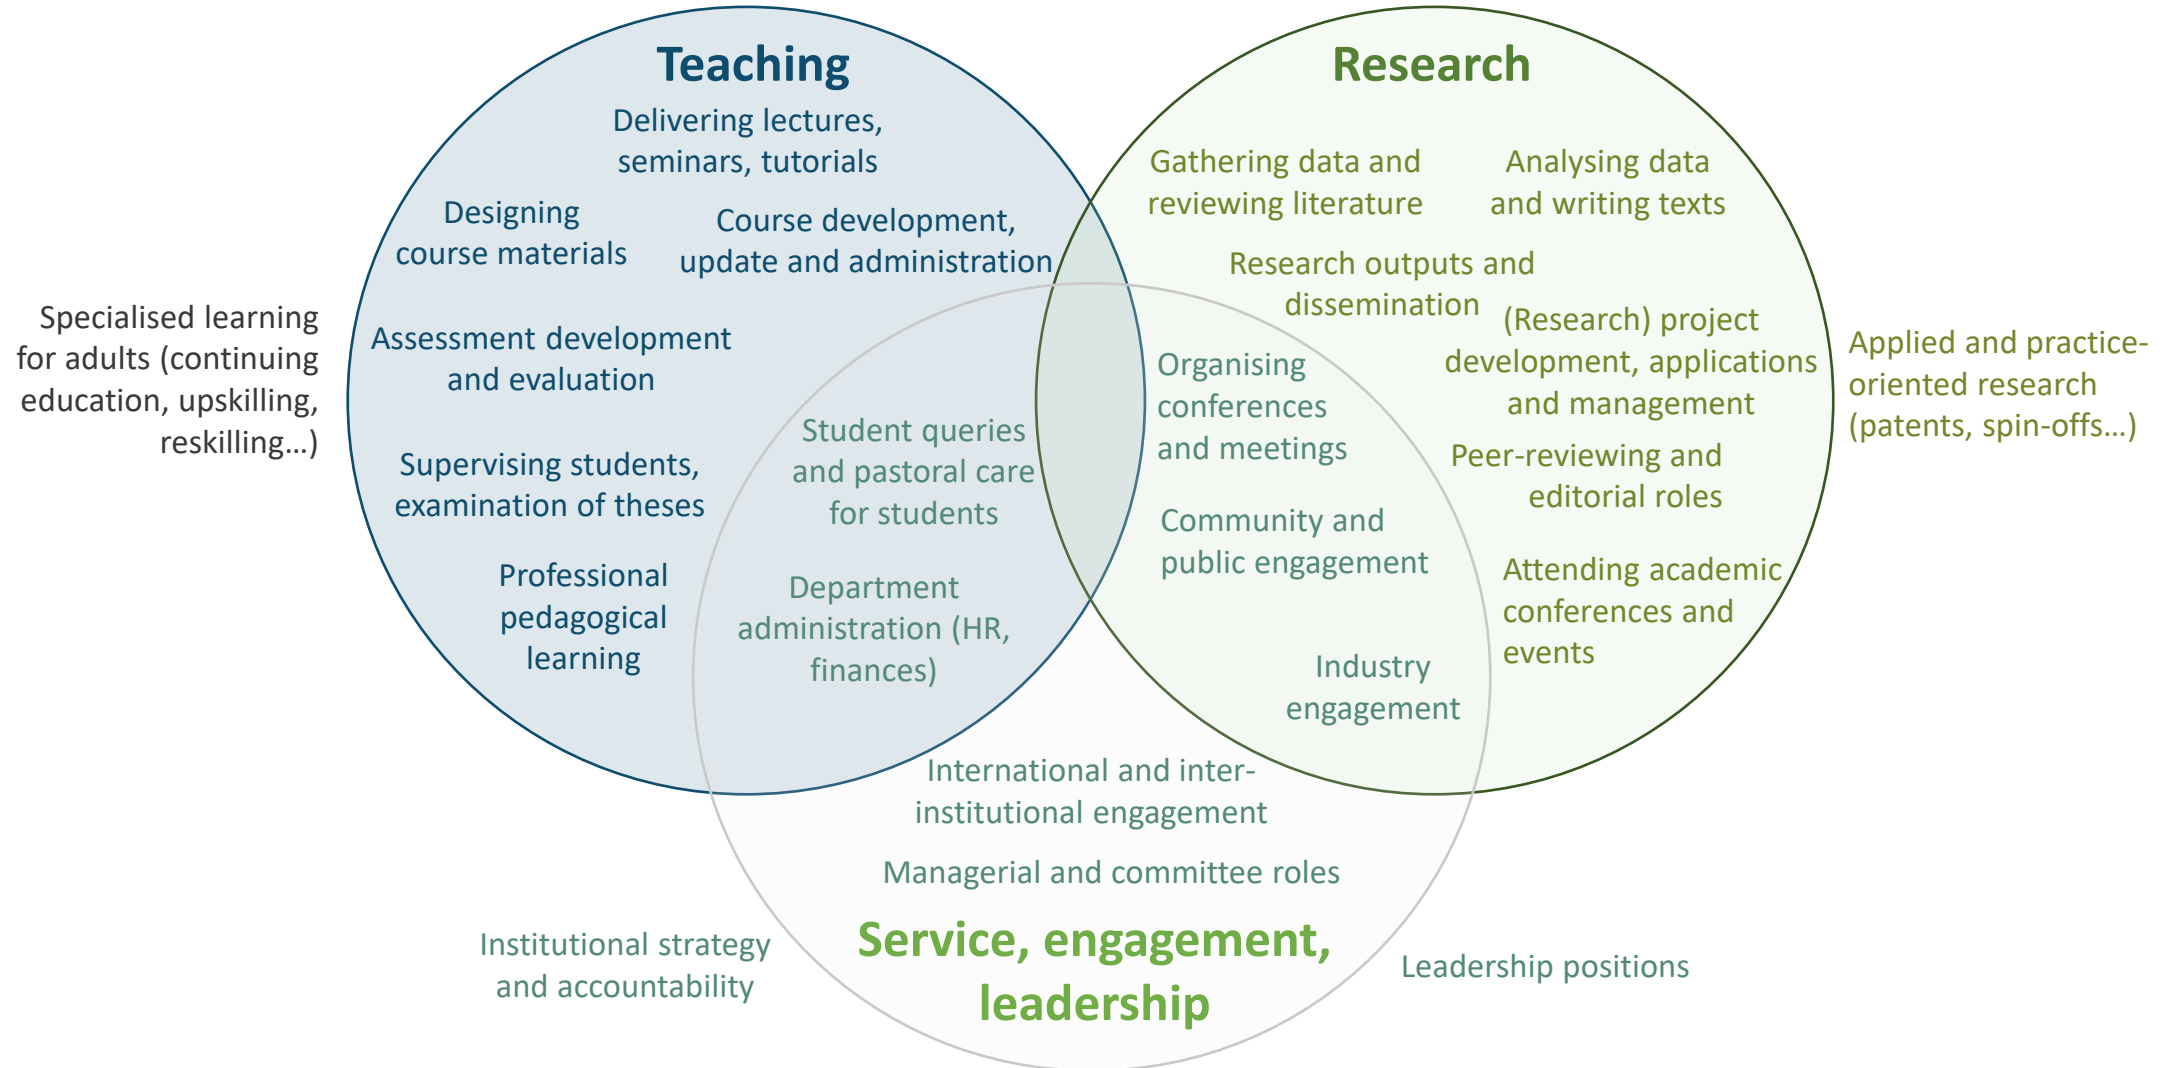 Teaching
Delivering lectures,
seminars, tutorials
Designing
course materials
Course development,
update and administration
Assessment development
and evaluation
Supervising students,
examination of theses
Professional
pedagogical
learning
Specialised learning
for adults (continuing
education, upskilling,
reskilling…)
Student queries
and pastoral care
for students
Department
administration (HR,
finances)
Research
Gathering data and
reviewing literature
Analysing data
and writing texts
Research outputs and
dissemination
(Research) project
development, applications
and management
Peer-reviewing and
editorial roles
Attending academic
conferences and
events
Applied and practice-
oriented research
(patents, spin-offs…)
Organising
conferences
and meetings
Community and
public engagement
Industry
engagement
International and inter-
institutional engagement
Managerial and committee roles
Service, engagement,
leadership
Institutional strategy
and accountability
Leadership positions